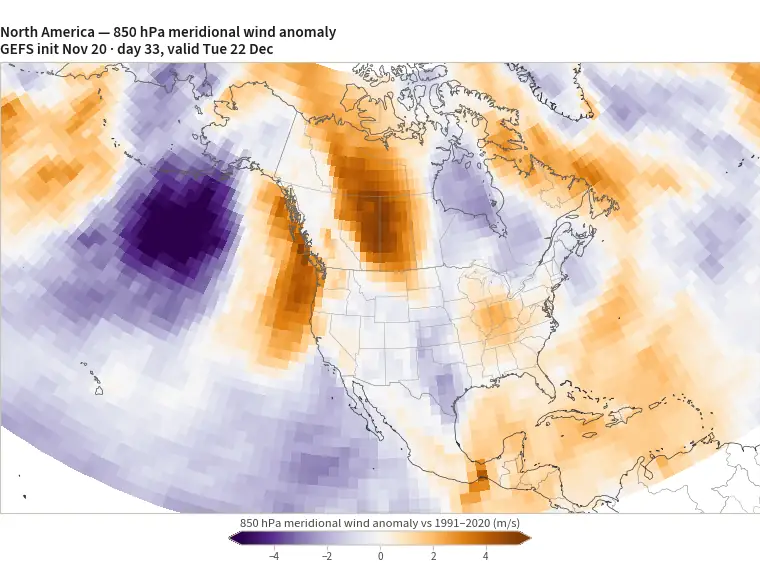 North America — 850 hPa meridional wind anomaly
GEFS init Nov 20 · day 33, valid Tue 22 Dec
850 hPa meridional wind anomaly vs 1991–2020 (m/s)
−4 −2 0 2 4